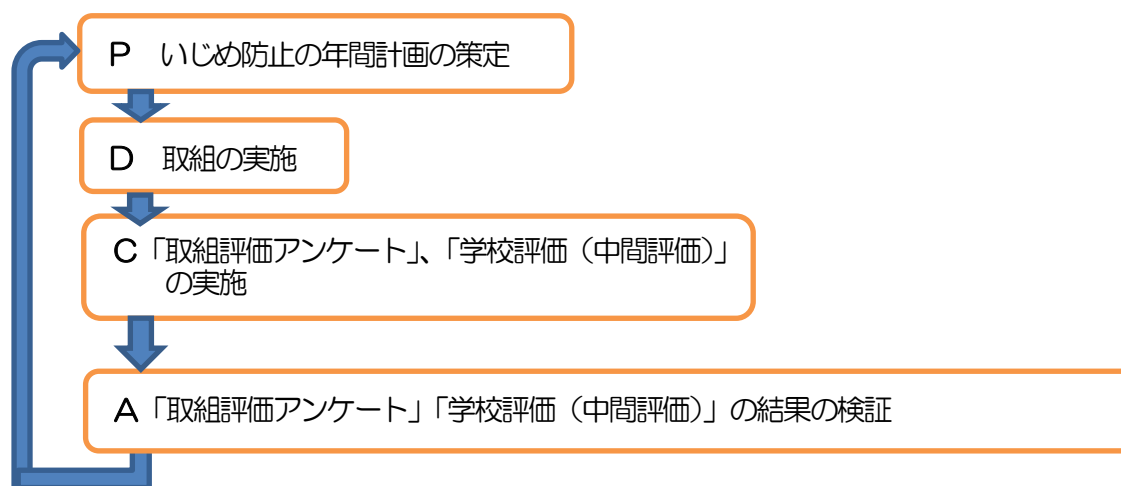 P　いじめ防止の年間計画の策定
D　取組の実施
C「取組評価アンケート」、「学校評価（中間評価）」
の実施
A「取組評価アンケート」「学校評価（中間評価）」の結果の検証